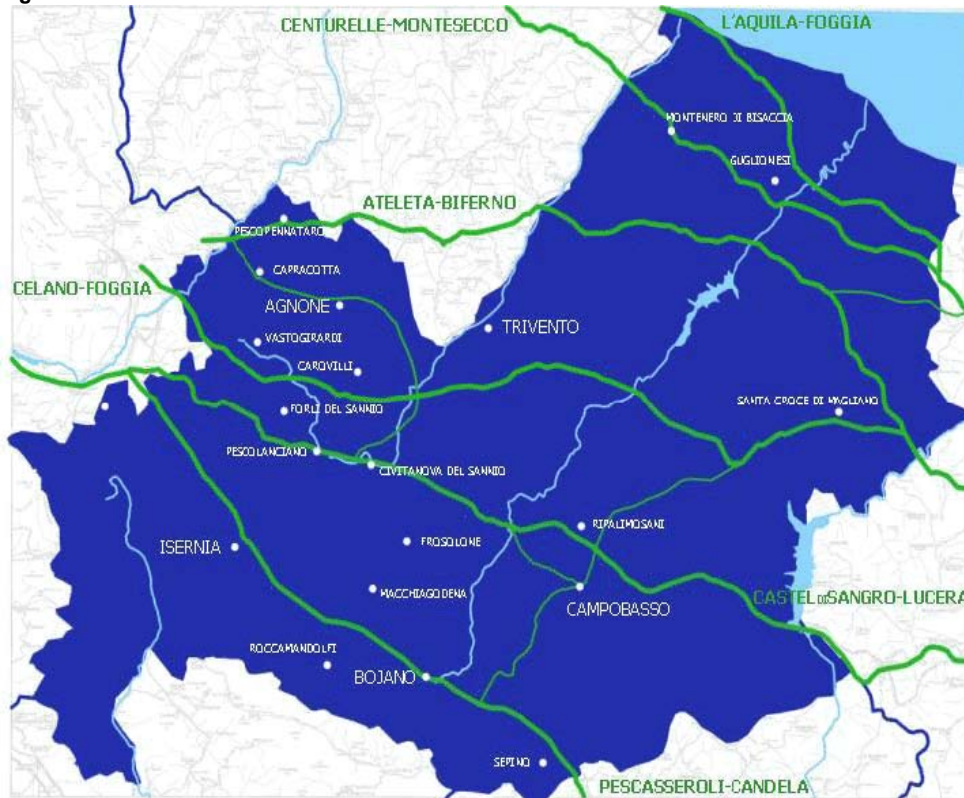 CENTURELLE-MONTESECCO
L'AQUILA-FOGGIA
MONTENERO DI BISACCIA
GUGLIONESI
ATELETA-BIFERNO
PESCOPENNATARO
CAPRACOTTA
CELANO-FOGGIA
AGNONE
TRIVENTO
VASTOGIRARDI
CAROVILLI
FORLI DEL SANNIO
SANTA CROCE DI MAGLIANO
PESCOLANCIANO
CIVITANOVA DEL SANNIO
RIPALIMOSANI
ISERNIA
FROSOLONE
MACCHIAGODENA
CAMPOBASSO
CASTEL DI SANGRO-LUCERA
ROCCAMANDOLFI
BOJANO
SEPINO
PESCASSEROLI-CANDELA